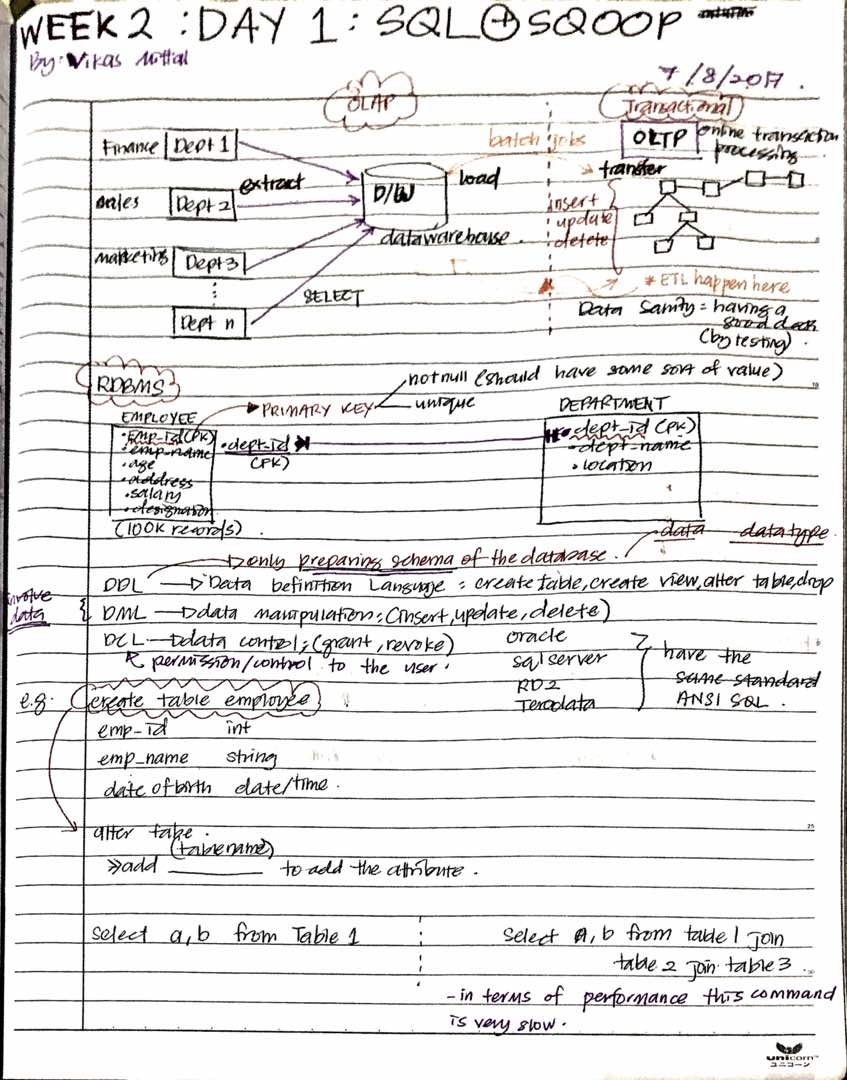 WEEK 2 : DAY 1 : SQL + SQOOP
By: Vikas Mittal
7/8/2017.
OLAP
Transactional
Finance Dept 1
batch jobs
OLTP online transaction
processing
extract
D/W
load
transfer
sales Dept 2
insert
update
delete
datawarehouse.
marketing Dept 3
SELECT
* ETL happen here
Data Sanity = having a
good data
(by testing).
Dept n
RDBMS
not null (should have some sort of value)
PRIMARY KEY
unique
EMPLOYEE
DEPARTMENT
• Emp-id (PK)
• emp-name
• age
• address
• salary
• designation
• dept-id
(PK)
• dept-id (PK)
• dept-name
• location
(100K records).
data datatype.
only preparing schema of the database.
DDL → Data Definition Language : create table, create view, alter table, drop
involve
data
DML → data manipulation : (insert, update, delete)
DCL → data control : (grant, revoke)
permission/control to the user.
oracle
sql server
RD2
Teradata
have the
same standard
ANSI SQL.
e.g. create table employee
emp-id int
emp_name string
date of birth date/time.
alter take.
(tablename)
≫add ________ to add the attribute.
select a,b from Table 1
select a,b from table 1 join
table 2 join table 3.
- in terms of performance this command
is very slow.
unicorn
ユニコーン